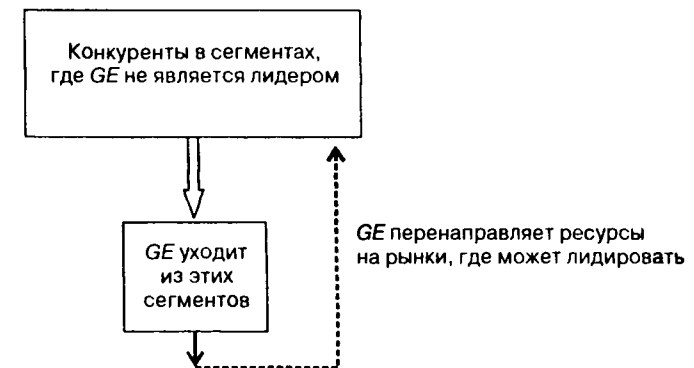 Конкуренты в сегментах,
где GE не является лидером
GE уходит
из этих
сегментов
GE перенаправляет ресурсы
на рынки, где может лидировать